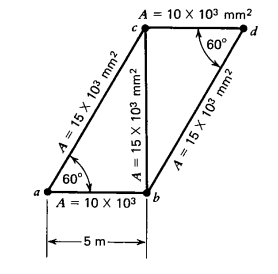 A = 10 X 10³ mm²
c
d
60°
A = 15 X 10³ mm²
A = 15 X 10³ mm²
A = 15 X 10³ mm²
60°
a
A = 10 X 10³
b
5 m